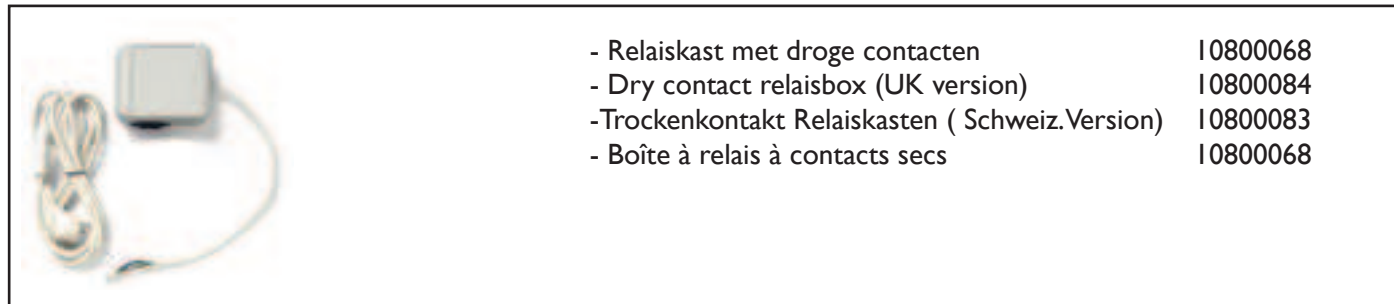 - Relaiskast met droge contacten 10800068
- Dry contact relaisbox (UK version) 10800084
-Trockenkontakt Relaiskasten ( Schweiz.Version) 10800083
- Boîte à relais à contacts secs 10800068